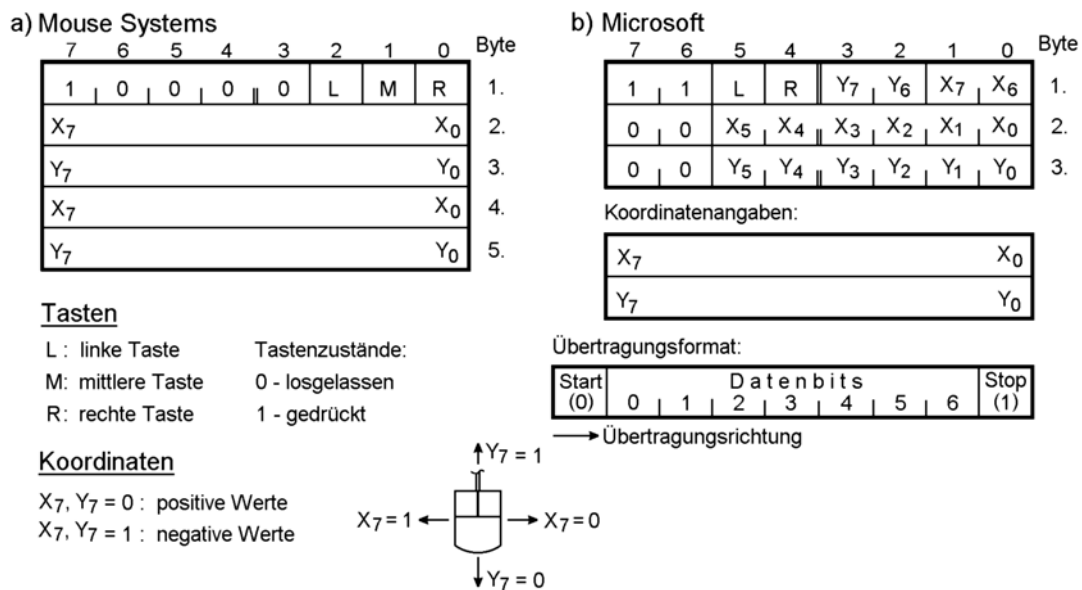 a) Mouse Systems
7 6 5 4 3 2 1 0 Byte
1 0 0 0 0 L M R 1.
X7 X0 2.
Y7 Y0 3.
X7 X0 4.
Y7 Y0 5.
Tasten
L : linke Taste
M: mittlere Taste
R: rechte Taste
Tastenzustände:
0 - losgelassen
1 - gedrückt
Koordinaten
X7, Y7 = 0 : positive Werte
X7, Y7 = 1 : negative Werte
b) Microsoft
7 6 5 4 3 2 1 0 Byte
1 1 L R Y7 Y6 X7 X6 1.
0 0 X5 X4 X3 X2 X1 X0 2.
0 0 Y5 Y4 Y3 Y2 Y1 Y0 3.
Koordinatenangaben:
X7 X0
Y7 Y0
Übertragungsformat:
Start Datenbits Stop
(0) 0 1 2 3 4 5 6 (1)
Übertragungsrichtung
Y7 = 1
X7 = 1 X7 = 0
Y7 = 0